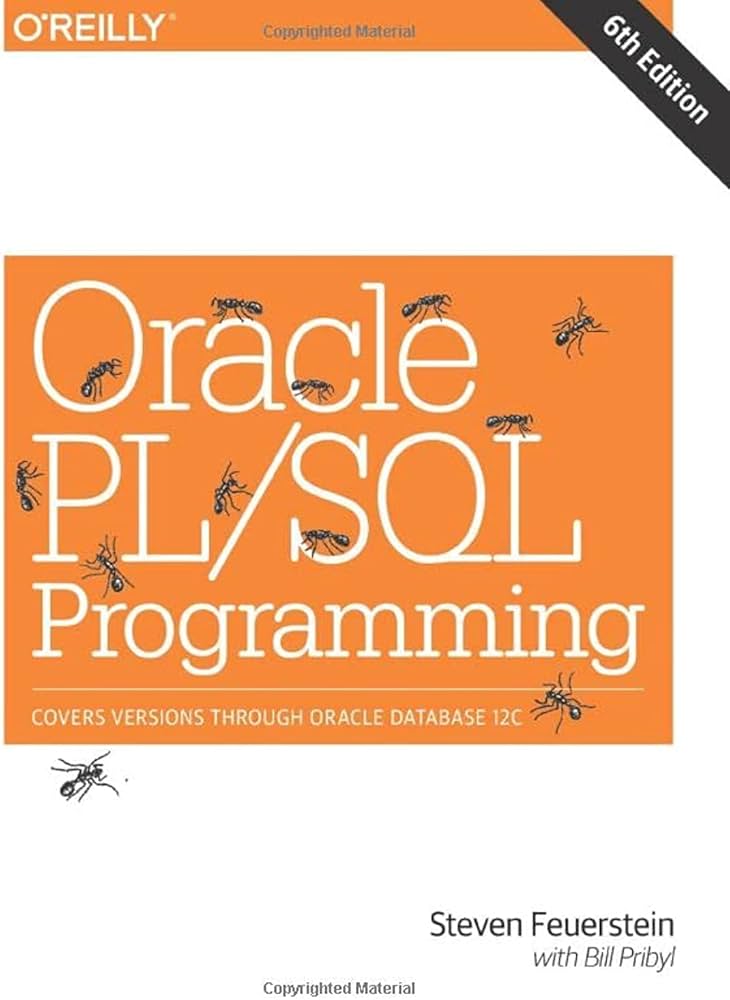 O'REILLY®
Copyrighted Material
6th Edition
Oracle
PL/SQL
Programming
COVERS VERSIONS THROUGH ORACLE DATABASE 12C
Steven Feuerstein
with Bill Pribyl
Copyrighted Material